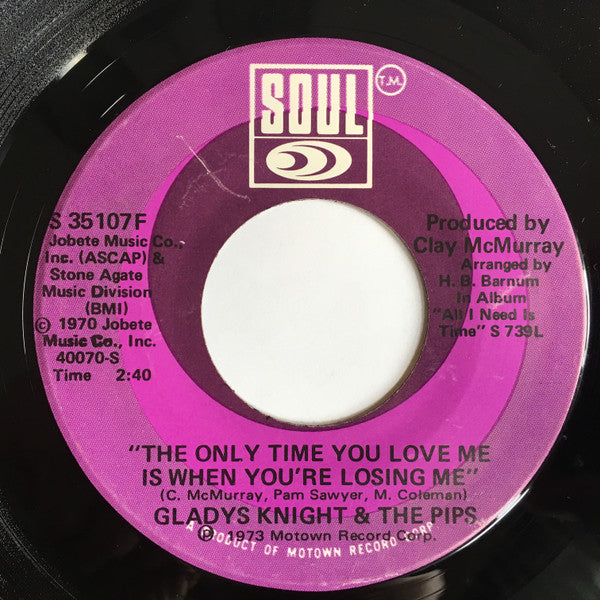 SOUL
T.M.
S 35107F
Jobete Music Co.,
Inc. (ASCAP) &
Stone Agate
Music Division
(BMI)
© 1970 Jobete
Music Co., Inc.
40070-S
Time 2:40
Produced by
Clay McMurray
Arranged by
H. B. Barnum
In Album
"All I Need Is
Time" S 739L
"THE ONLY TIME YOU LOVE ME
IS WHEN YOU'RE LOSING ME"
(C. McMurray, Pam Sawyer, M. Coleman)
GLADYS KNIGHT & THE PIPS
℗ 1973 Motown Record Corp.
A PRODUCT OF MOTOWN RECORD CORP.